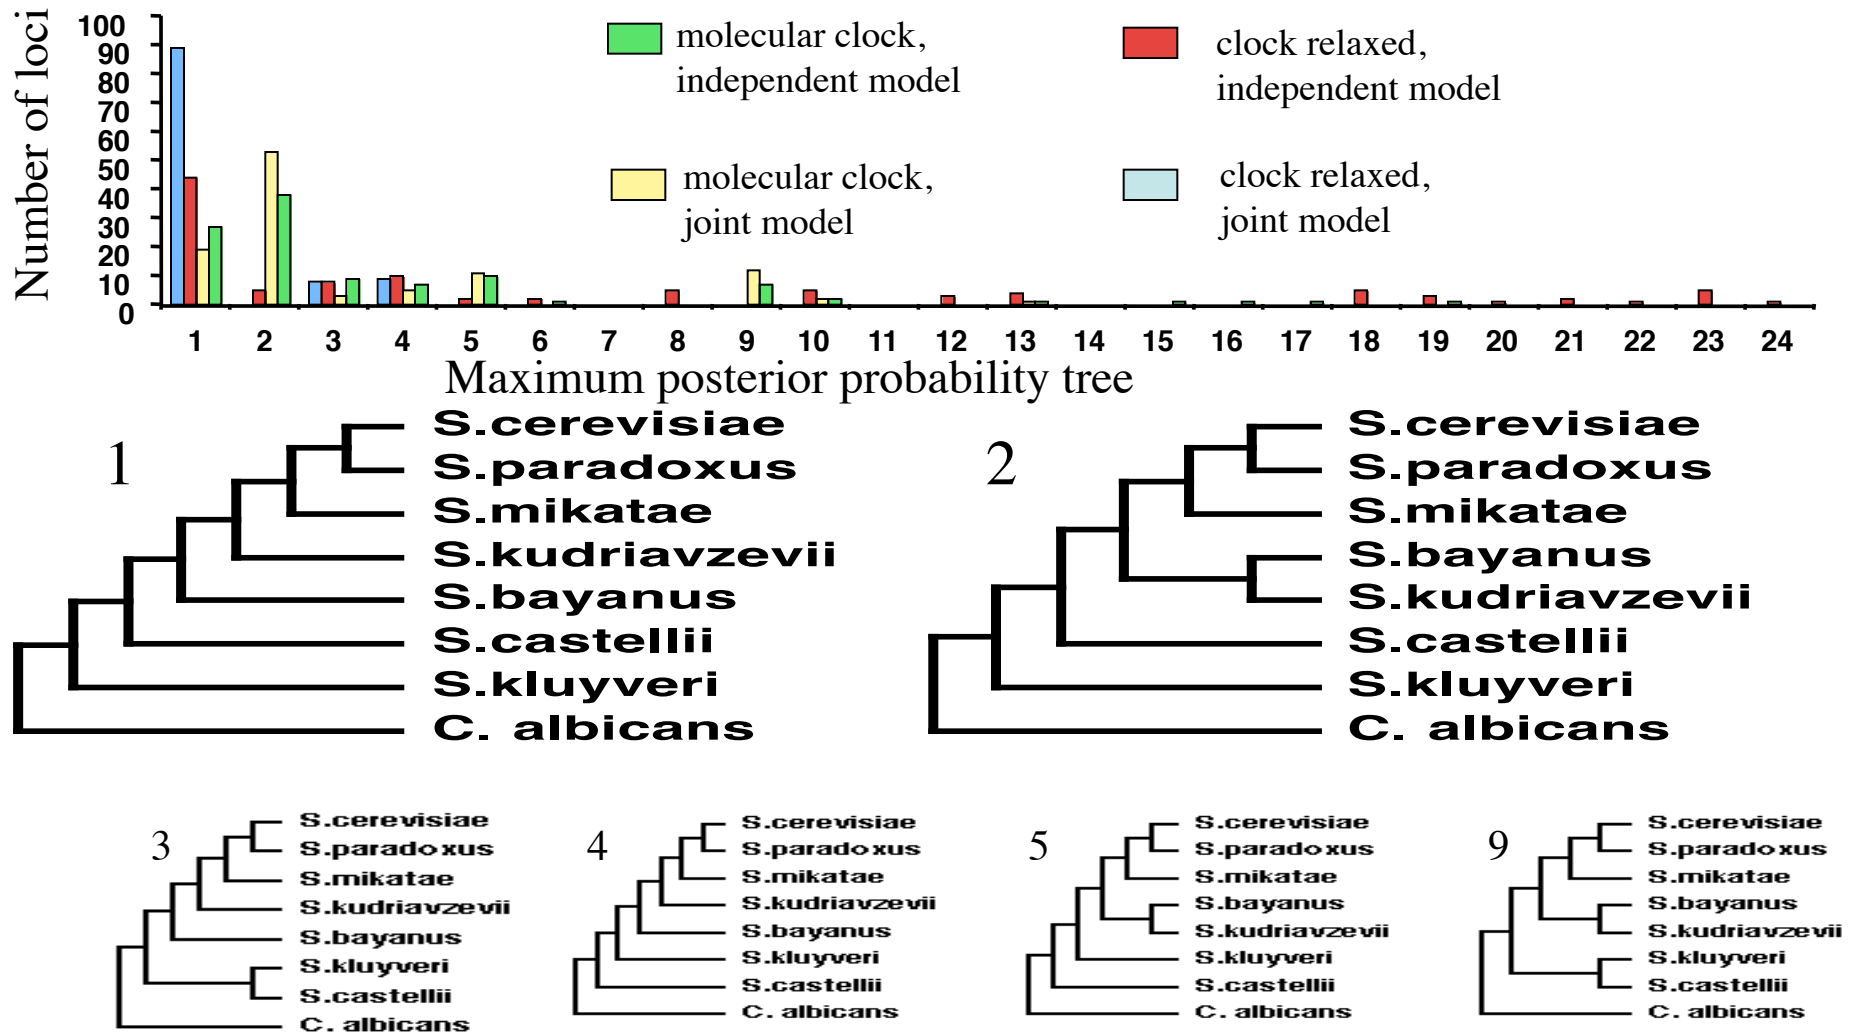 Number of loci
100
90
80
70
60
50
40
30
20
10
0
molecular clock,
independent model
clock relaxed,
independent model
molecular clock,
joint model
clock relaxed,
joint model
1 2 3 4 5 6 7 8 9 10 11 12 13 14 15 16 17 18 19 20 21 22 23 24
Maximum posterior probability tree
1
S.cerevisiae
S.paradoxus
S.mikatae
S.kudriavzevii
S.bayanus
S.castellii
S.kluyveri
C. albicans
2
S.cerevisiae
S.paradoxus
S.mikatae
S.bayanus
S.kudriavzevii
S.castellii
S.kluyveri
C. albicans
3
S.cerevisiae
S.paradoxus
S.mikatae
S.kudriavzevii
S.bayanus
S.kluyveri
S.castellii
C. albicans
4
S.cerevisiae
S.paradoxus
S.mikatae
S.kudriavzevii
S.bayanus
S.kluyveri
S.castellii
C. albicans
5
S.cerevisiae
S.paradoxus
S.mikatae
S.bayanus
S.kudriavzevii
S.kluyveri
S.castellii
C. albicans
9
S.cerevisiae
S.paradoxus
S.mikatae
S.bayanus
S.kudriavzevii
S.kluyveri
S.castellii
C. albicans